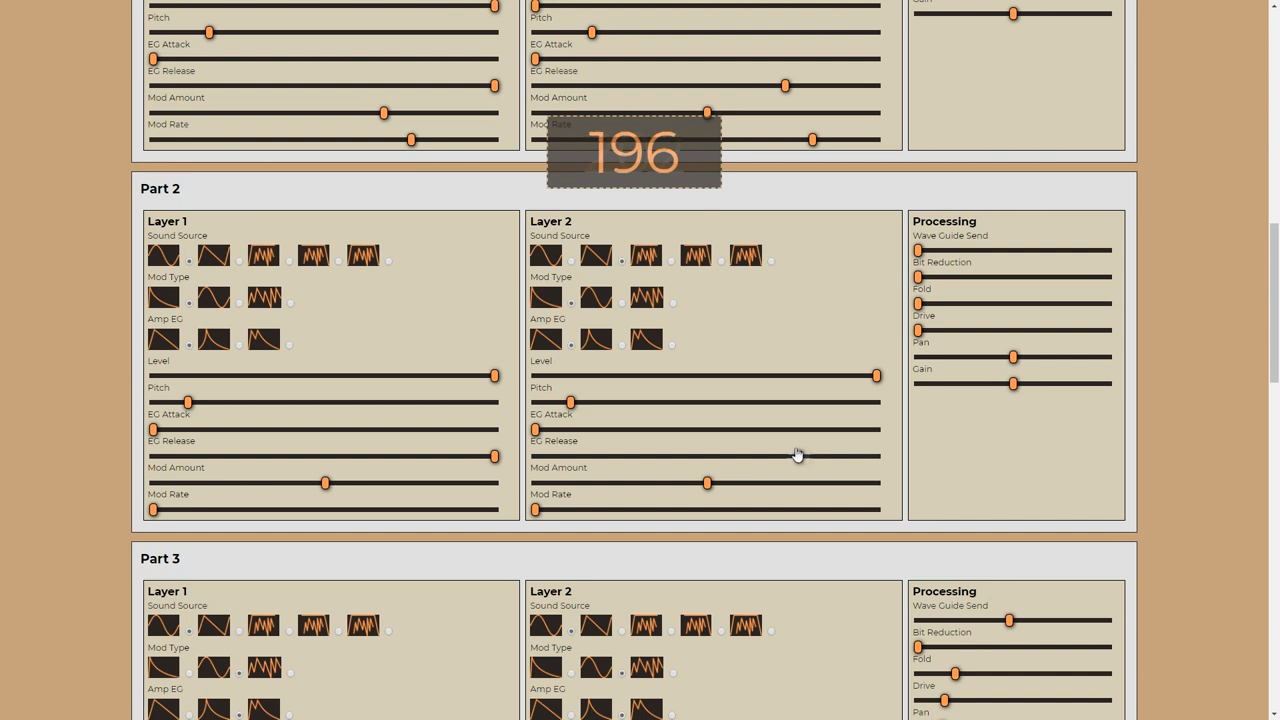 Pitch
EG Attack
EG Release
Mod Amount
Mod Rate
Pitch
EG Attack
EG Release
Mod Amount
Mod Rate
196
Part 2
Layer 1
Sound Source
Mod Type
Amp EG
Level
Pitch
EG Attack
EG Release
Mod Amount
Mod Rate
Layer 2
Sound Source
Mod Type
Amp EG
Level
Pitch
EG Attack
EG Release
Mod Amount
Mod Rate
Processing
Wave Guide Send
Bit Reduction
Fold
Drive
Pan
Gain
Part 3
Layer 1
Sound Source
Mod Type
Amp EG
Layer 2
Sound Source
Mod Type
Amp EG
Processing
Wave Guide Send
Bit Reduction
Fold
Drive
Pan